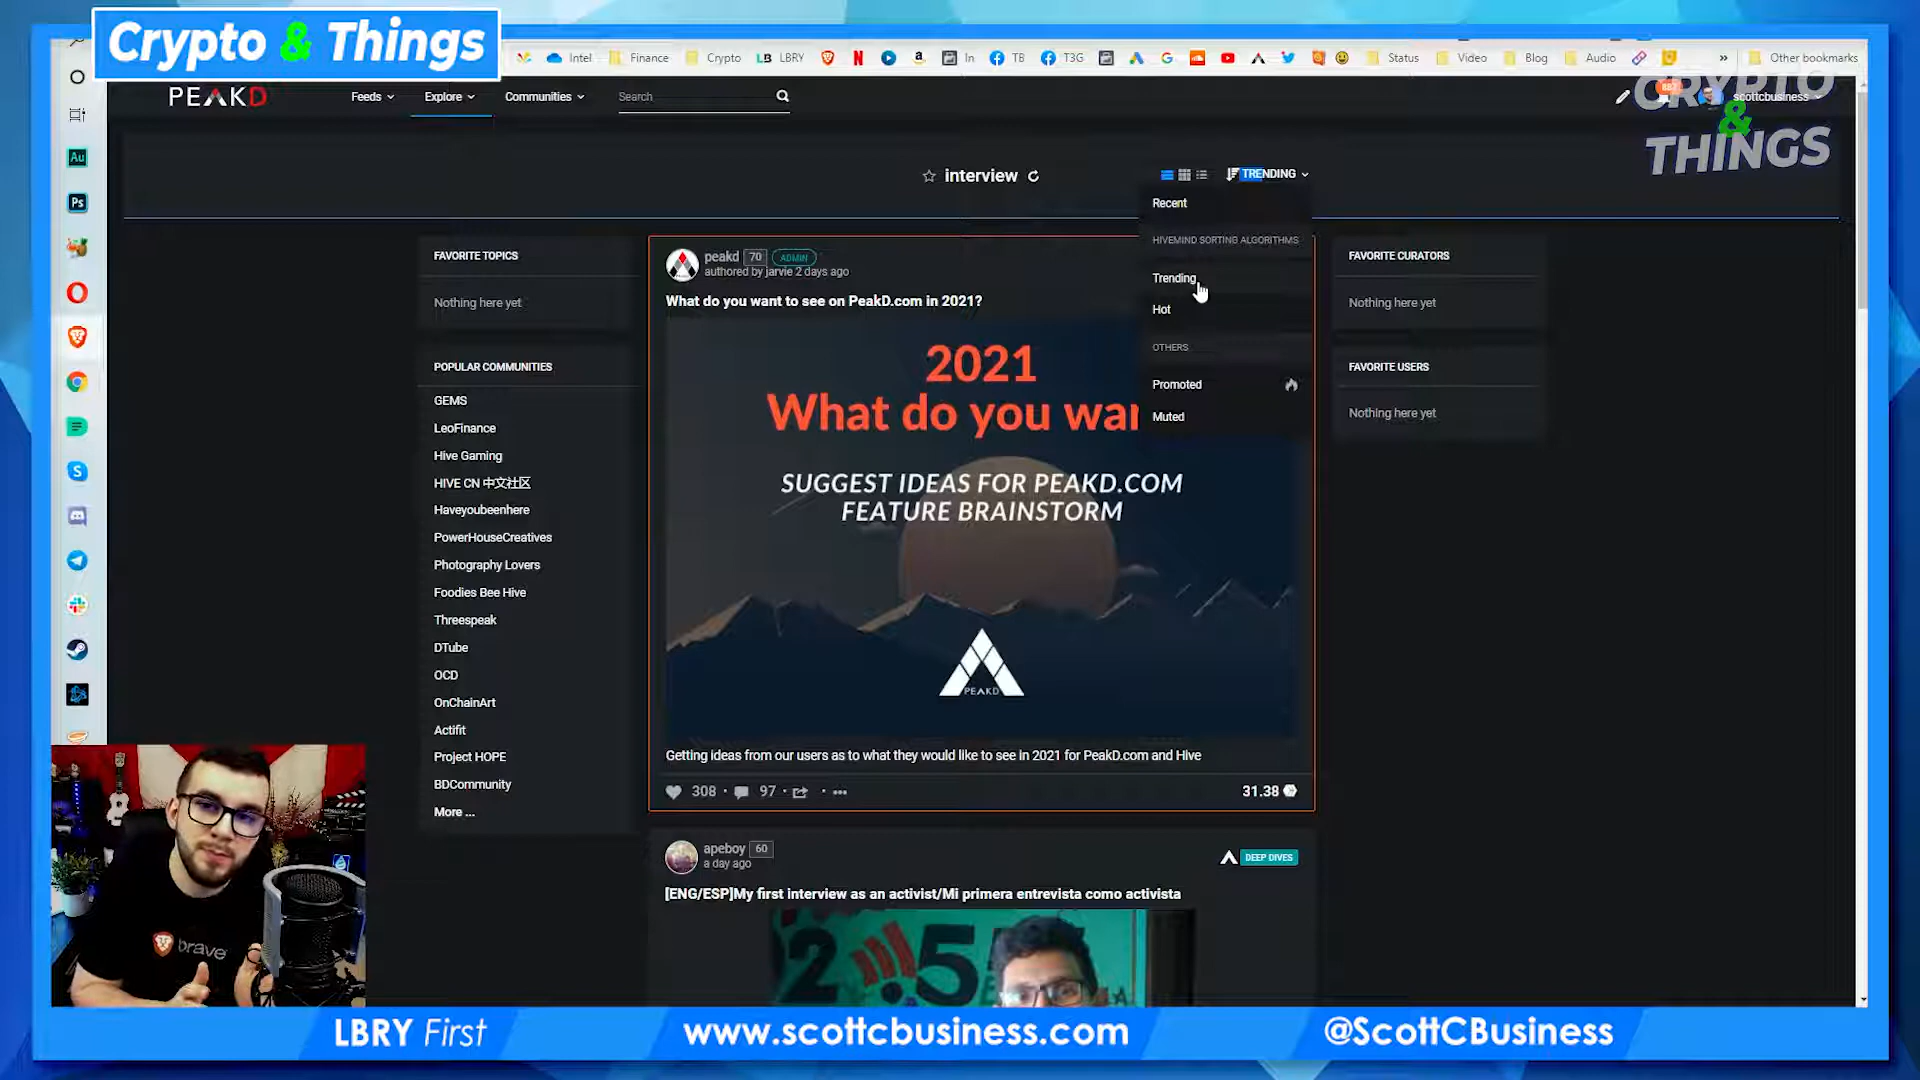 Crypto & Things
Intel
Finance
Crypto
LB LBRY
In
TB
T3G
Status
Video
Blog
Audio
»
Other bookmarks
CRYPTO
&
THINGS
PEAKD
Feeds
Explore
Communities
Search
scottcbusiness
Au
Ps
interview
TRENDING
Recent
HIVEMIND SORTING ALGORITHMS
Trending
Hot
OTHERS
Promoted
Muted
FAVORITE TOPICS
Nothing here yet
POPULAR COMMUNITIES
GEMS
LeoFinance
Hive Gaming
HIVE CN 中文社区
Haveyoubeenhere
PowerHouseCreatives
Photography Lovers
Foodies Bee Hive
Threespeak
DTube
OCD
OnChainArt
Actifit
Project HOPE
BDCommunity
More ...
peakd 70 ADMIN
authored by jarvie 2 days ago
What do you want to see on PeakD.com in 2021?
2021
What do you wan
SUGGEST IDEAS FOR PEAKD.COM
FEATURE BRAINSTORM
PEAKD
Getting ideas from our users as to what they would like to see in 2021 for PeakD.com and Hive
308 · 97 · · ...
31.38
apeboy 60
a day ago
DEEP DIVES
[ENG/ESP]My first interview as an activist/Mi primera entrevista como activista
FAVORITE CURATORS
Nothing here yet
FAVORITE USERS
Nothing here yet
brave
LBRY First
www.scottcbusiness.com
@ScottCBusiness